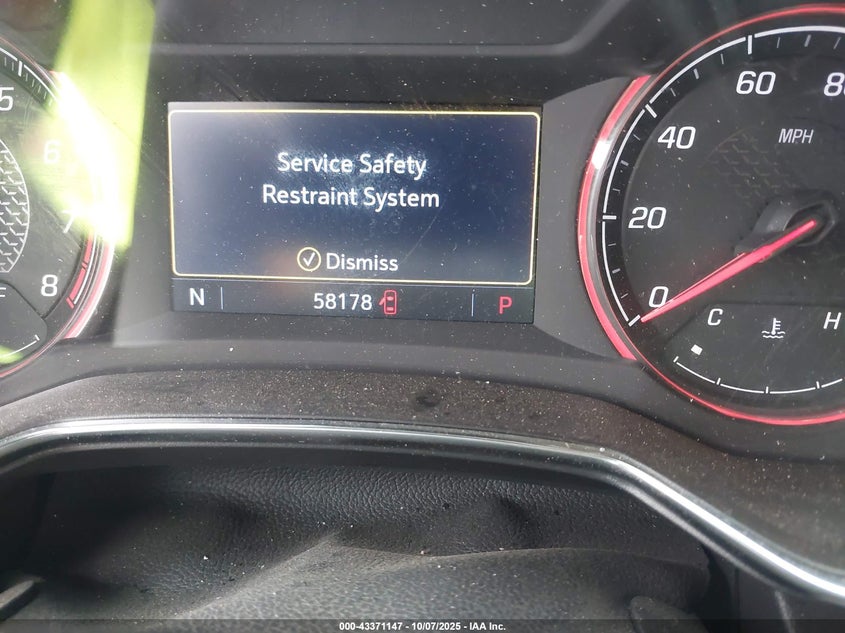 5
6
7
8
F
Service Safety
Restraint System
Dismiss
N
58178
P
60
80
40
MPH
20
0
C
H
000-43371147 - 10/07/2025 - IAA Inc.